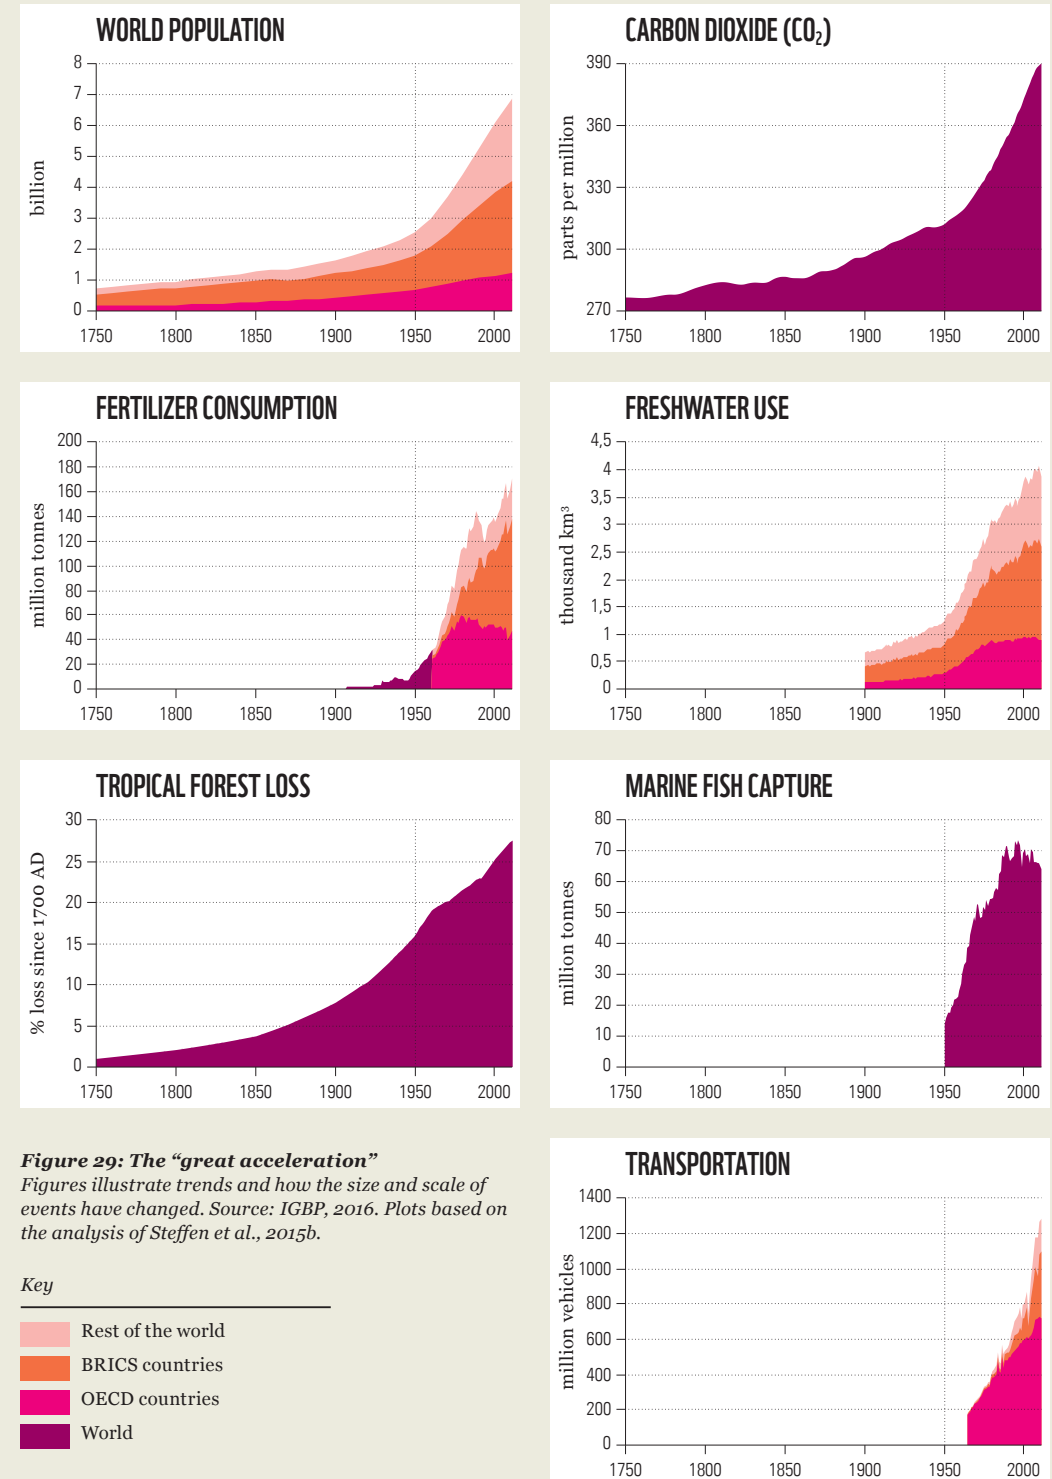 WORLD POPULATION
billion
8
7
6
5
4
3
2
1
0
1750 1800 1850 1900 1950 2000
CARBON DIOXIDE (CO₂)
parts per million
390
360
330
300
270
1750 1800 1850 1900 1950 2000
FERTILIZER CONSUMPTION
million tonnes
200
180
160
140
120
100
80
60
40
20
0
1750 1800 1850 1900 1950 2000
FRESHWATER USE
thousand km³
4,5
4
3,5
3
2,5
2
1,5
1
0,5
0
1750 1800 1850 1900 1950 2000
TROPICAL FOREST LOSS
% loss since 1700 AD
30
25
20
15
10
5
0
1750 1800 1850 1900 1950 2000
MARINE FISH CAPTURE
million tonnes
80
70
60
50
40
30
20
10
0
1750 1800 1850 1900 1950 2000
Figure 29: The “great acceleration”
Figures illustrate trends and how the size and scale of
events have changed. Source: IGBP, 2016. Plots based on
the analysis of Steffen et al., 2015b.
Key
Rest of the world
BRICS countries
OECD countries
World
TRANSPORTATION
million vehicles
1400
1200
1000
800
600
400
200
0
1750 1800 1850 1900 1950 2000